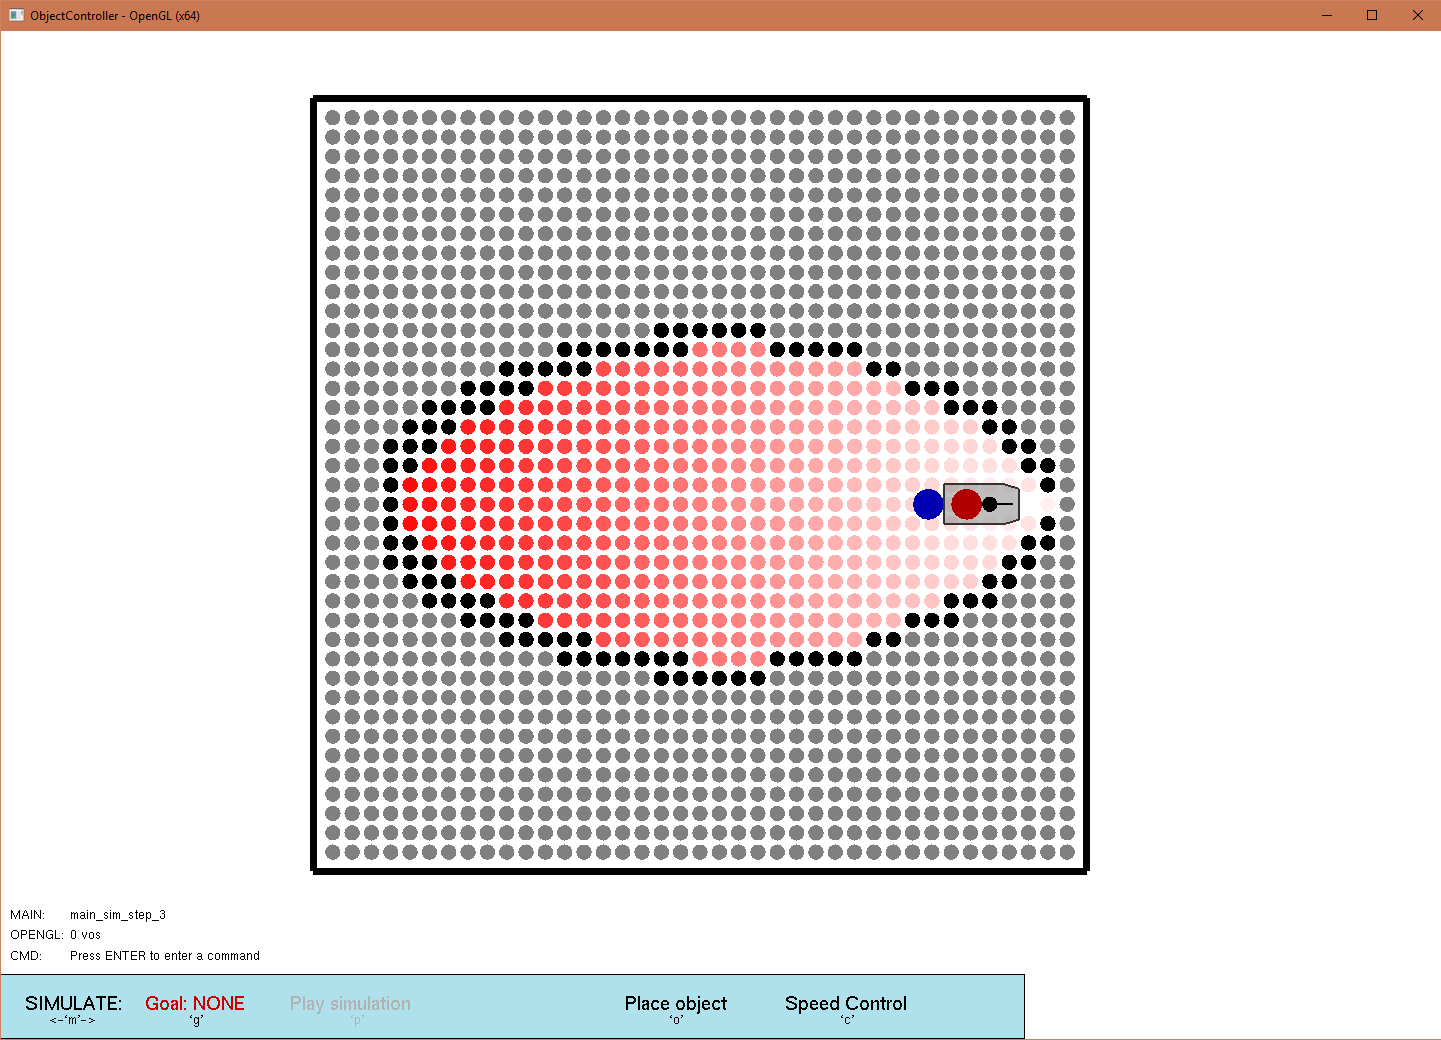 ObjectController - OpenGL (x64)
MAIN: main_sim_step_3
OPENGL: 0 vos
CMD: Press ENTER to enter a command
SIMULATE: Goal: NONE Play simulation Place object Speed Control
<-'m'-> 'g' 'p' 'o' 'c'